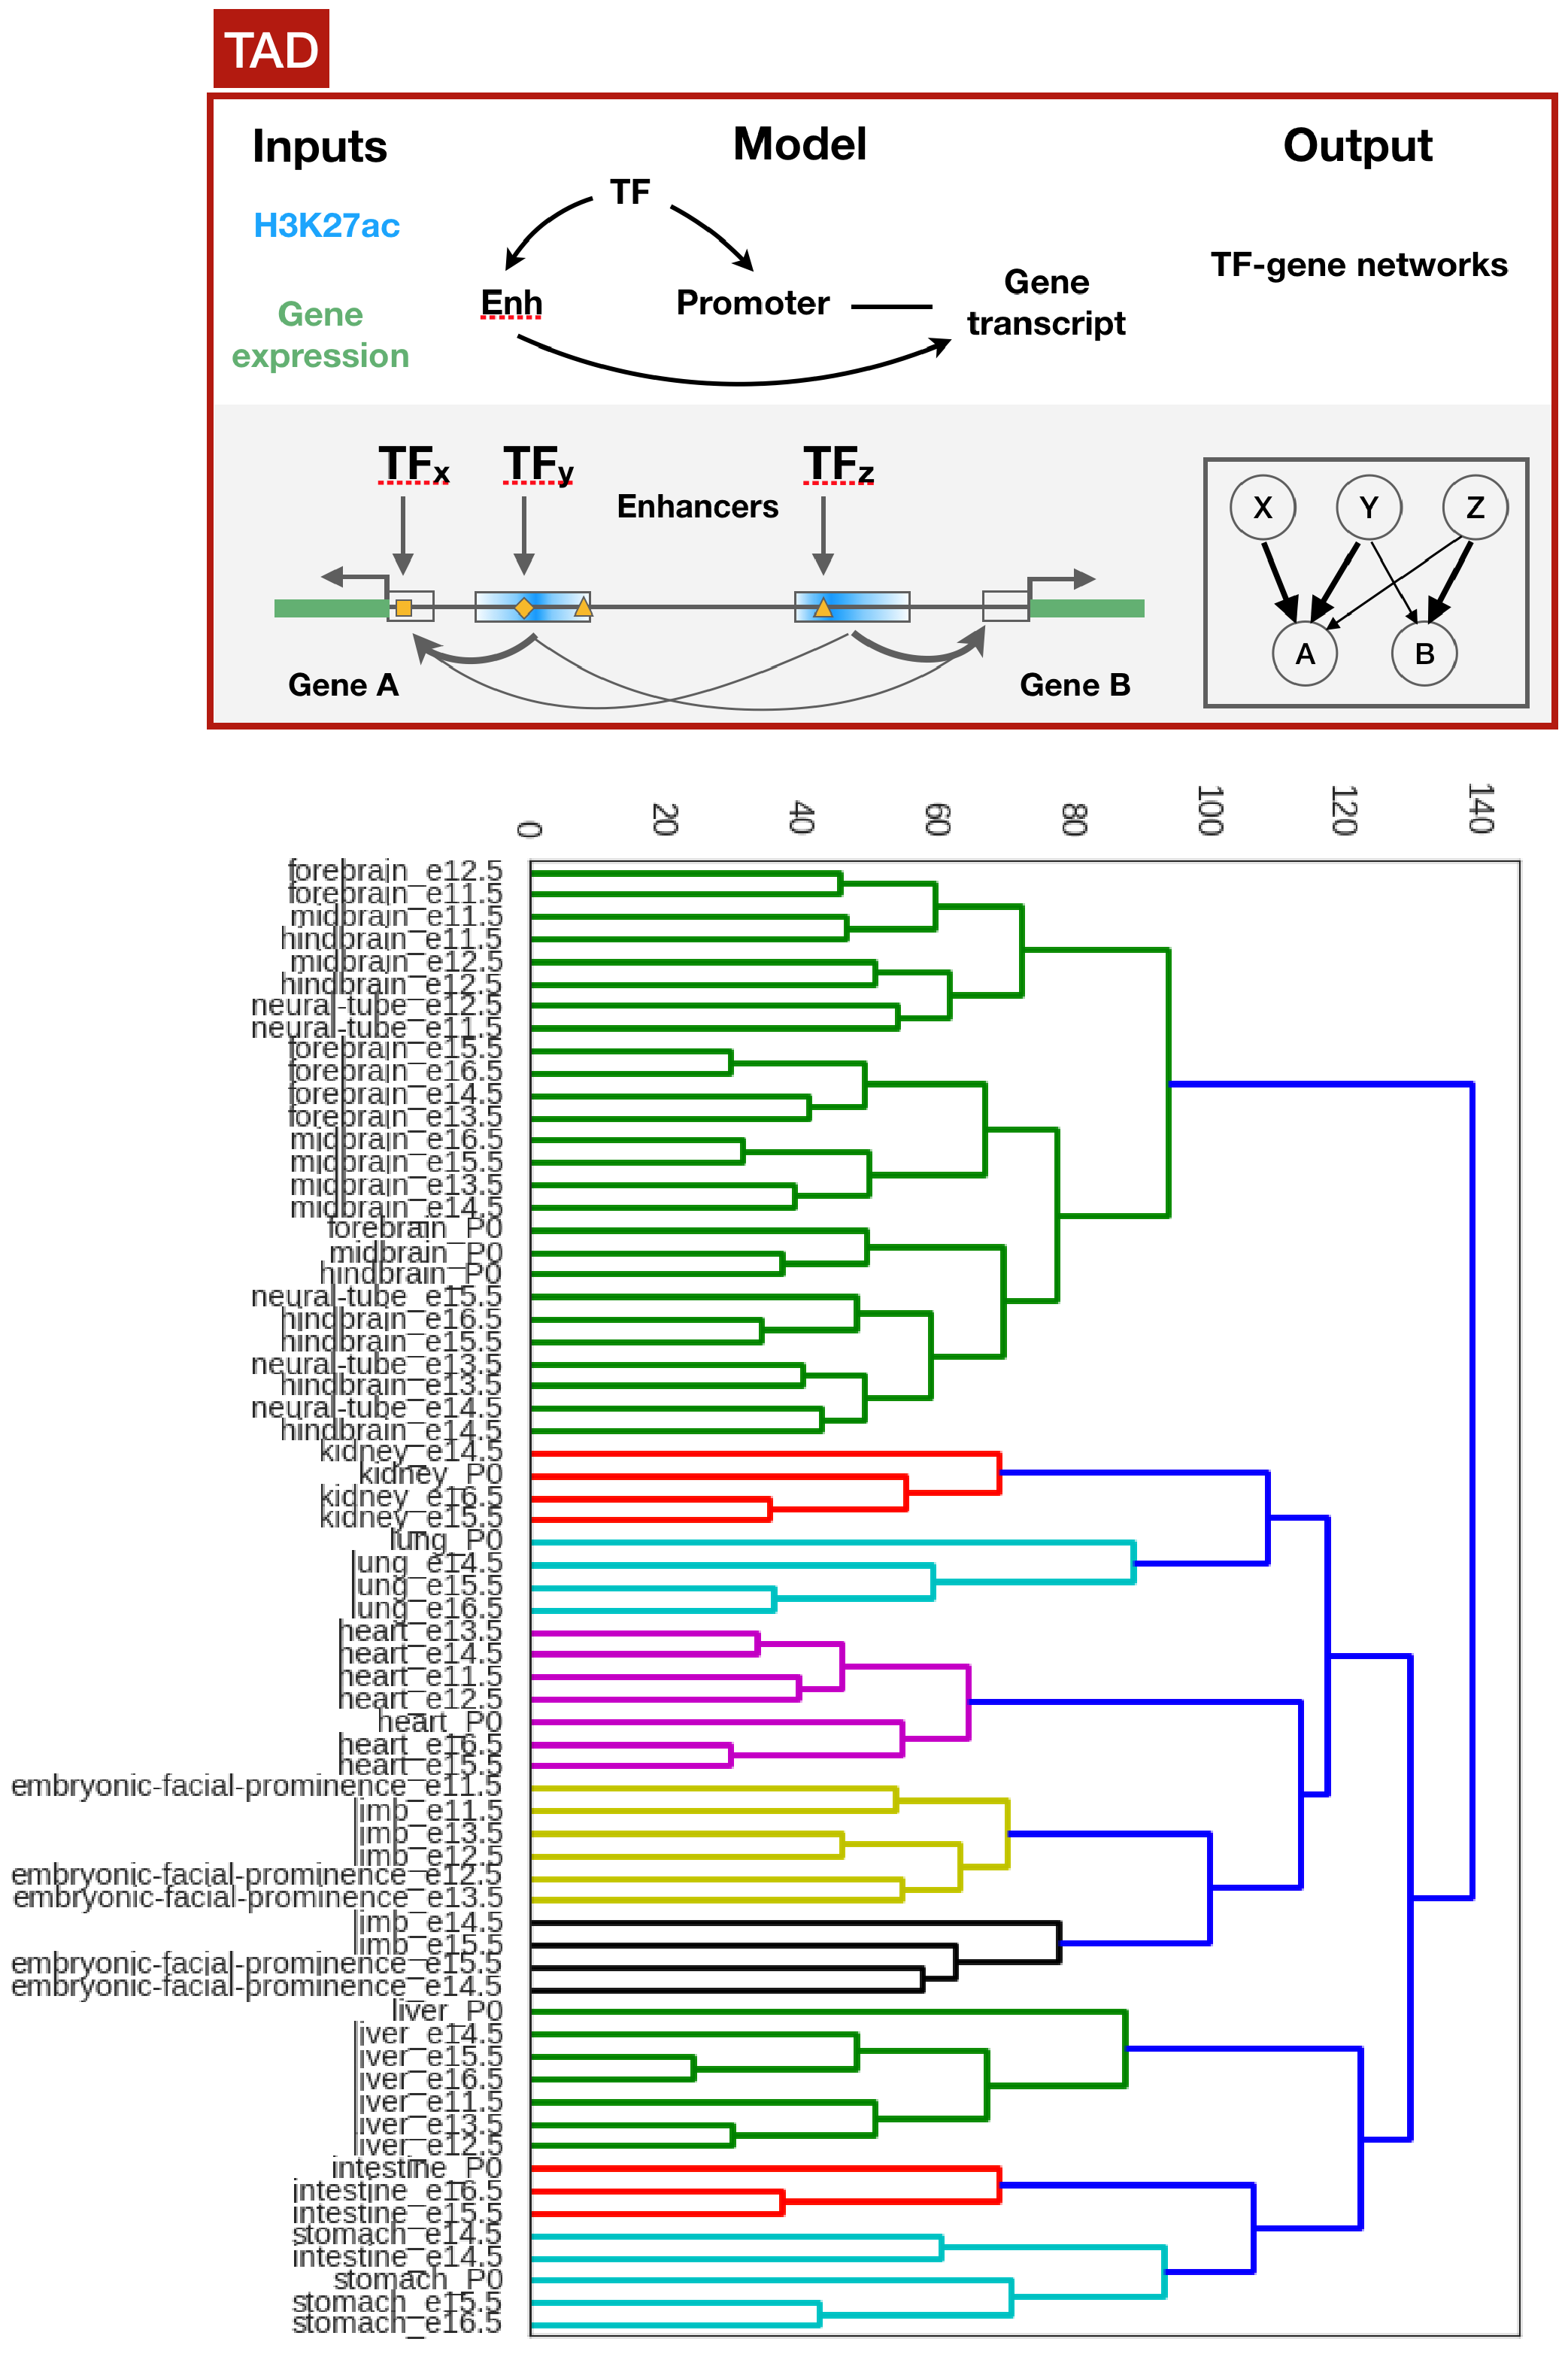 TAD
Inputs
Model
Output
H3K27ac
TF
TF-gene networks
Gene
expression
Enh
Promoter
Gene
transcript
TFx
TFy
TFz
Enhancers
X
Y
Z
A
B
Gene A
Gene B
0
20
40
60
80
100
120
140
forebrain_e12.5
forebrain_e11.5
midbrain_e11.5
hindbrain_e11.5
midbrain_e12.5
hindbrain_e12.5
neural-tube_e12.5
neural-tube_e11.5
forebrain_e15.5
forebrain_e16.5
forebrain_e14.5
forebrain_e13.5
midbrain_e16.5
midbrain_e15.5
midbrain_e13.5
midbrain_e14.5
forebrain_P0
midbrain_P0
hindbrain_P0
neural-tube_e15.5
hindbrain_e16.5
hindbrain_e15.5
neural-tube_e13.5
hindbrain_e13.5
neural-tube_e14.5
hindbrain_e14.5
kidney_e14.5
kidney_P0
kidney_e16.5
kidney_e15.5
lung_P0
lung_e14.5
lung_e15.5
lung_e16.5
heart_e13.5
heart_e14.5
heart_e11.5
heart_e12.5
heart_P0
heart_e16.5
heart_e15.5
embryonic-facial-prominence_e11.5
limb_e11.5
limb_e13.5
limb_e12.5
embryonic-facial-prominence_e12.5
embryonic-facial-prominence_e13.5
limb_e14.5
limb_e15.5
embryonic-facial-prominence_e15.5
embryonic-facial-prominence_e14.5
liver_P0
liver_e14.5
liver_e15.5
liver_e16.5
liver_e11.5
liver_e13.5
liver_e12.5
intestine_P0
intestine_e16.5
intestine_e15.5
stomach_e14.5
intestine_e14.5
stomach_P0
stomach_e15.5
stomach_e16.5